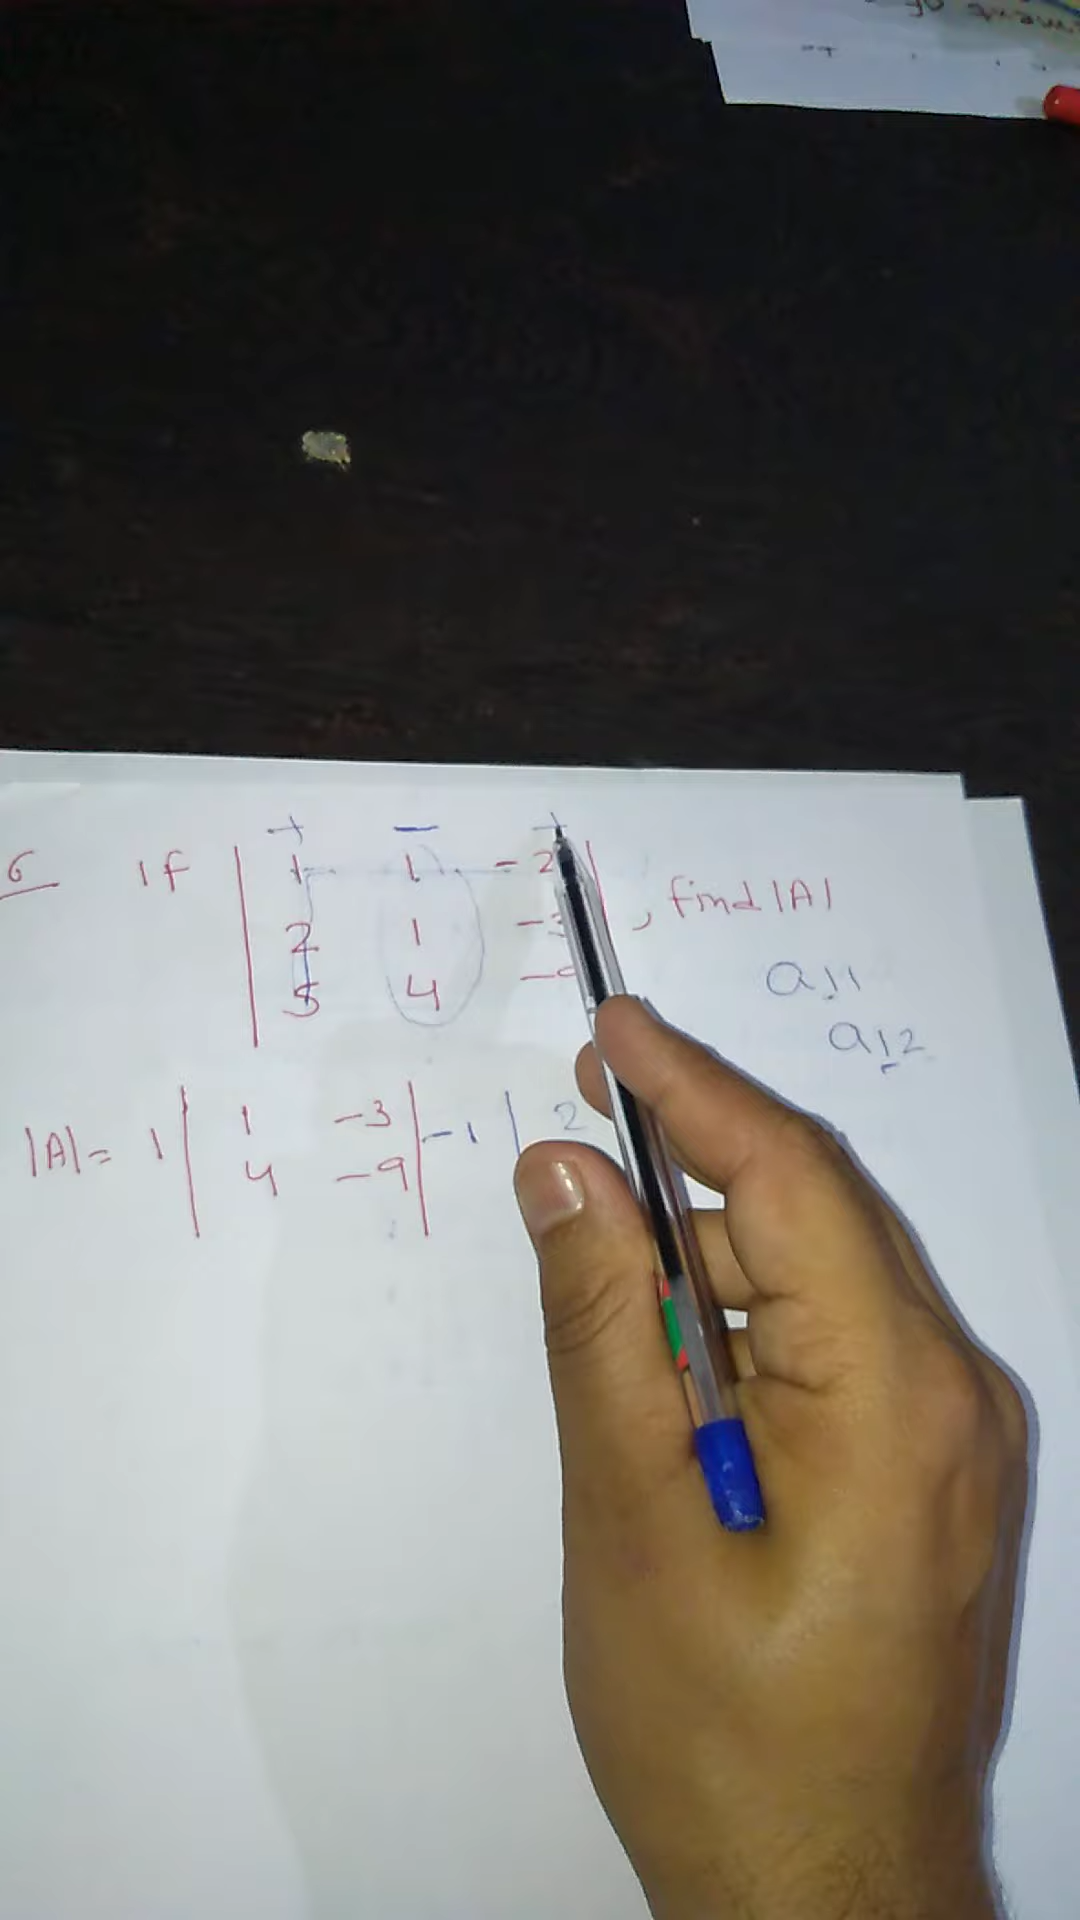 + - +
6 If | 1 1 -2 | , find |A|
2 1 -3
5 4 -9
a11
a12
|A| = 1 | 1 -3 | -1 | 2
4 -9